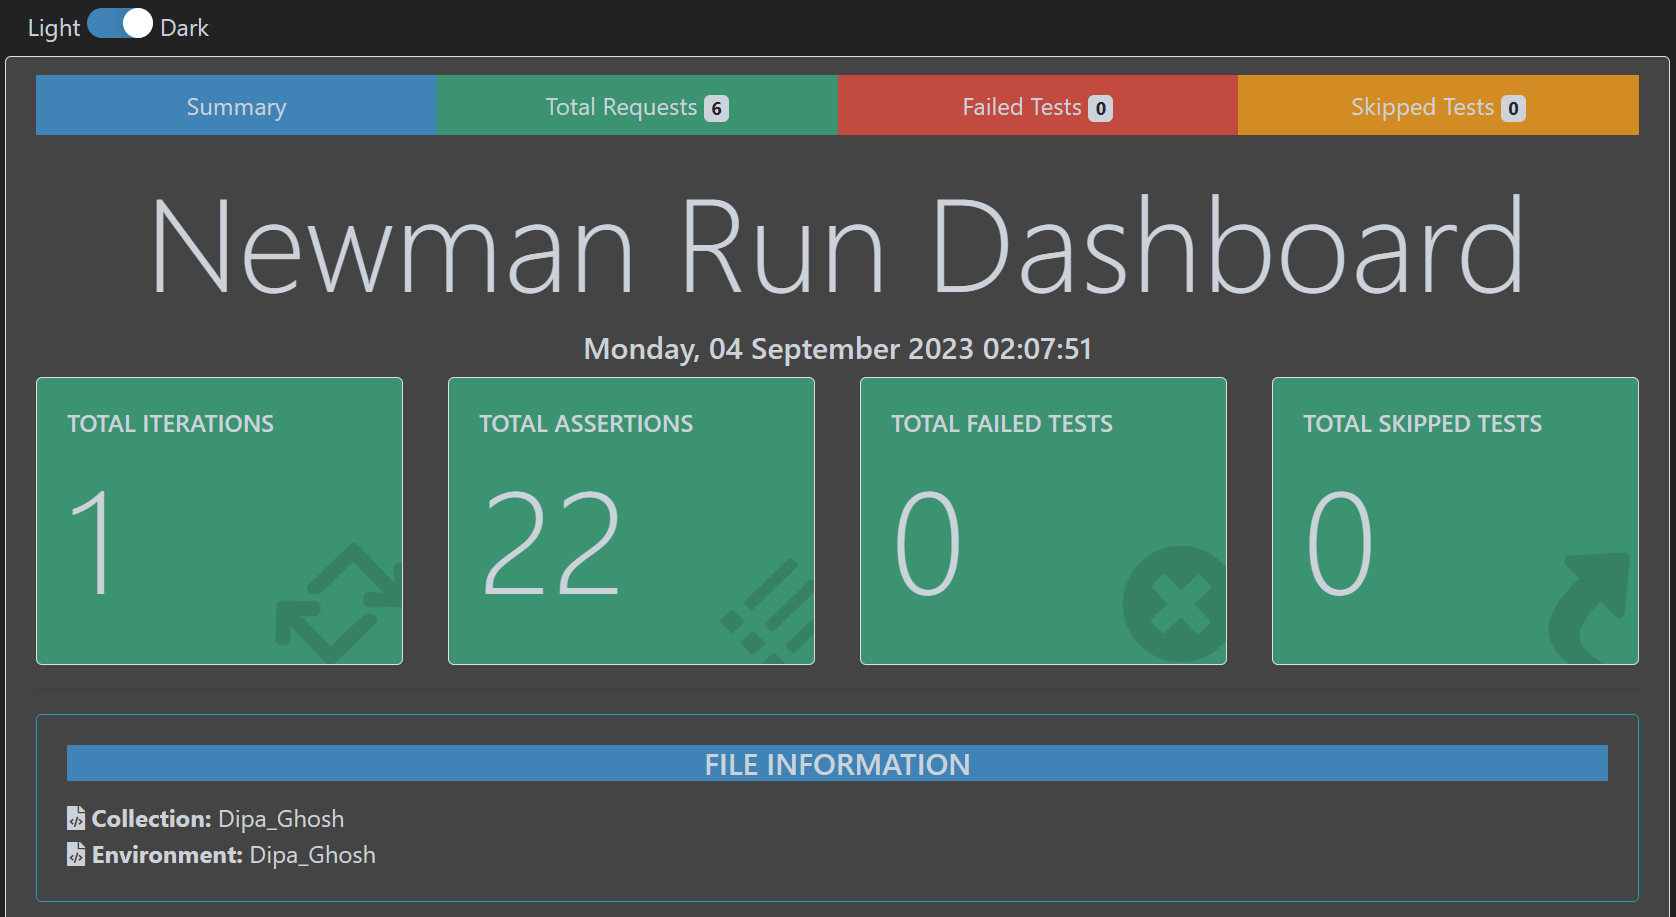 Light Dark
Summary Total Requests 6 Failed Tests 0 Skipped Tests 0
Newman Run Dashboard
Monday, 04 September 2023 02:07:51
TOTAL ITERATIONS
1
TOTAL ASSERTIONS
22
TOTAL FAILED TESTS
0
TOTAL SKIPPED TESTS
0
FILE INFORMATION
Collection: Dipa_Ghosh
Environment: Dipa_Ghosh